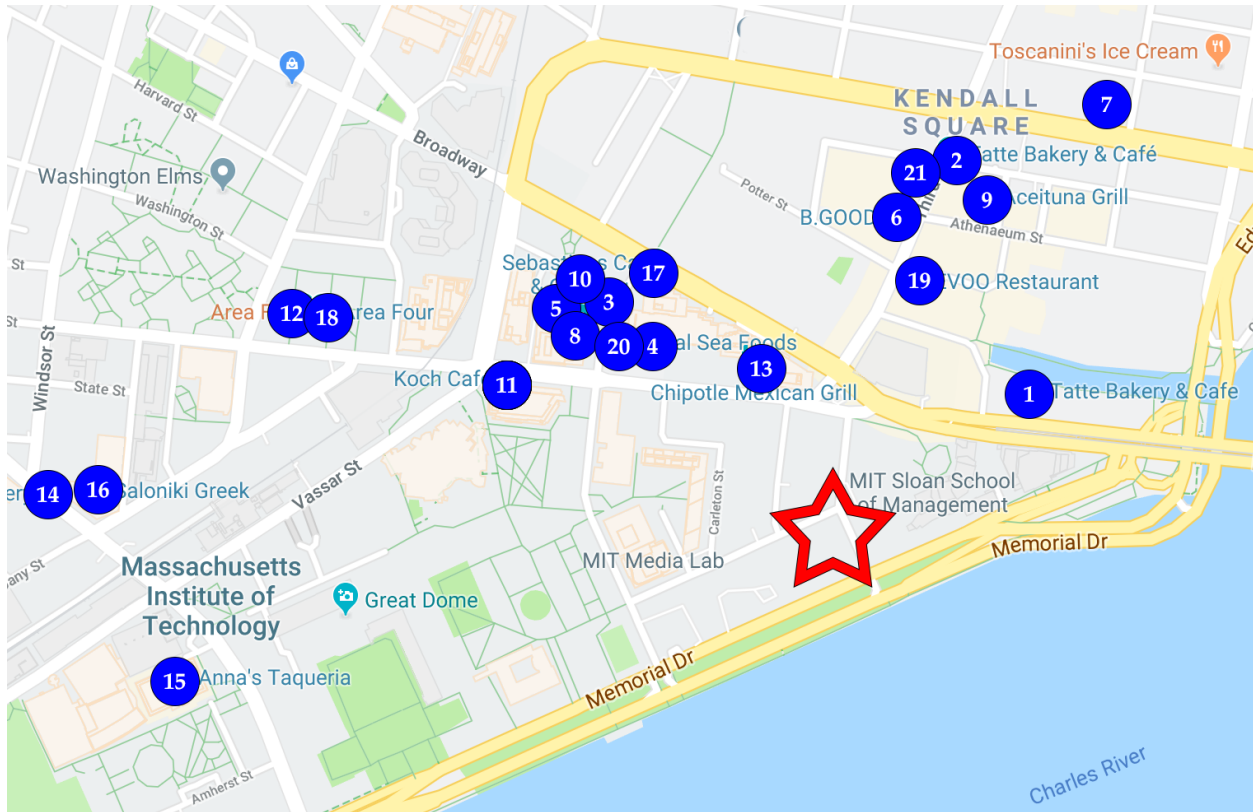 Toscanini's Ice Cream
KENDALL
SQUARE
7
Harvard St
Broadway
2
Tatte Bakery & Café
21
Washington Elms
Potter St
9
Aceituna Grill
B.GOOD
6
Washington St
Athenaeum St
St
Sebast
10
17
19
EVOO Restaurant
5
3
12
18
Area Four
8
20
4
al Sea Foods
Windsor St
13
Koch Caf
11
Chipotle Mexican Grill
1
Tatte Bakery & Cafe
State St
14
16
Saloniki Greek
Vassar St
Carleton St
MIT Sloan School
of Management
Memorial Dr
any St
MIT Media Lab
Massachusetts
Institute of
Technology
Great Dome
15
Anna's Taqueria
Memorial Dr
Amherst St
Charles River